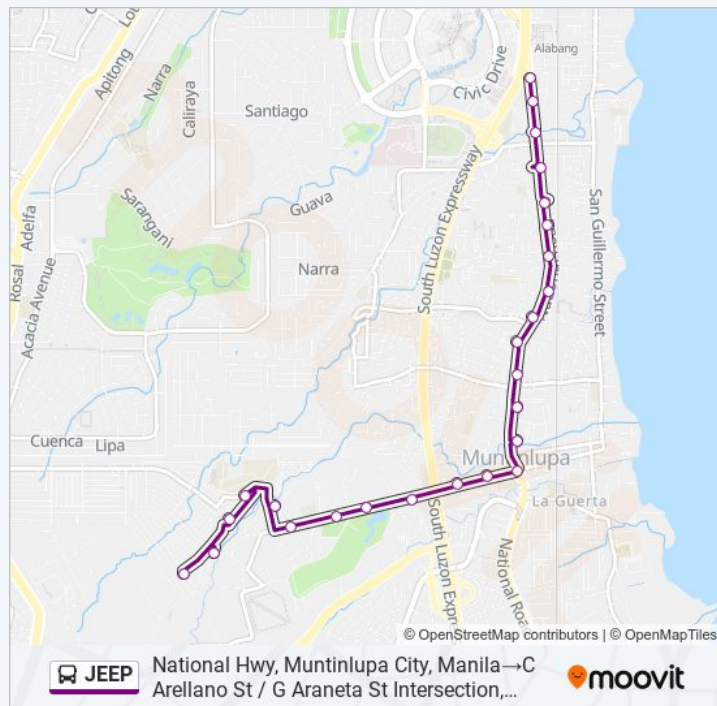 Alabang
Civic Drive
Apitong
Narra
Caliraya
Santiago
Guava
South Luzon Expressway
San Guillermo Street
Sarangani
Narra
Rosal
Adelfa
Acacia Avenue
Cuenca
Lipa
Muntinlupa
La Guerta
South Luzon Expre
National Road
© OpenStreetMap contributors | © OpenMapTiles
JEEP
National Hwy, Muntinlupa City, Manila→C
Arellano St / G Araneta St Intersection,...
moovit